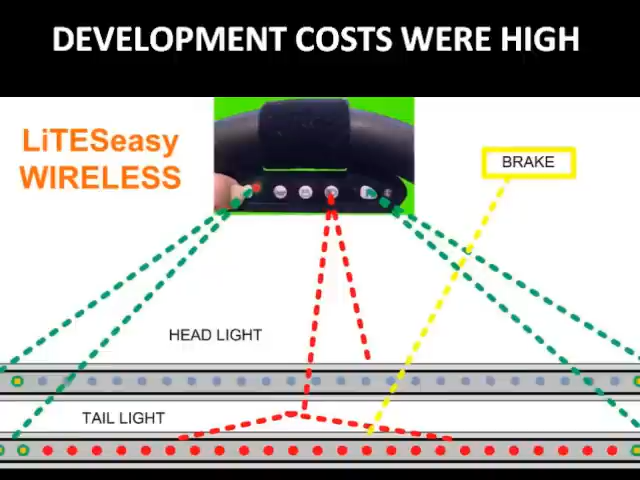 DEVELOPMENT COSTS WERE HIGH
LiTESeasy
WIRELESS
BRAKE
HEAD LIGHT
TAIL LIGHT